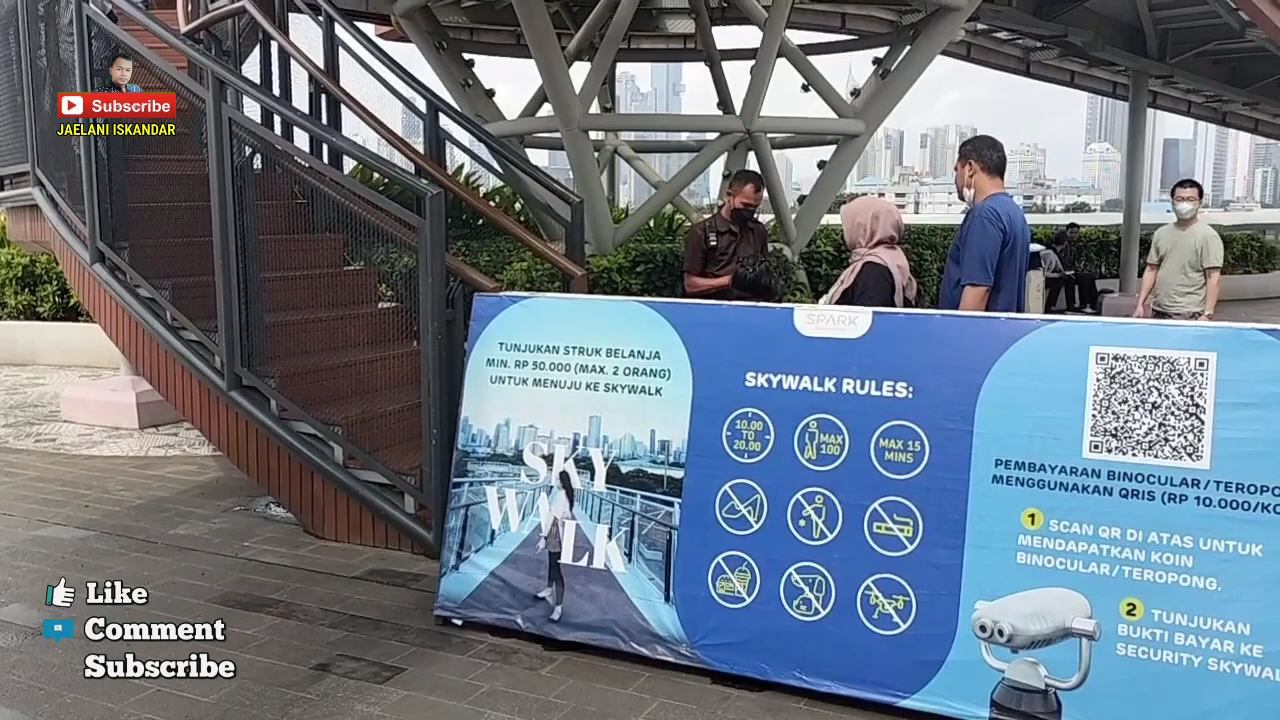 Subscribe
JAELANI ISKANDAR
SPARK
TUNJUKAN STRUK BELANJA
MIN. RP 50.000 (MAX. 2 ORANG)
UNTUK MENUJU KE SKYWALK
SKY
WALK
SKYWALK RULES:
10.00
TO
20.00
MAX
100
MAX 15
MINS
PEMBAYARAN BINOCULAR/TEROPO
MENGGUNAKAN QRIS (RP 10.000/KO
1 SCAN QR DI ATAS UNTUK
MENDAPATKAN KOIN
BINOCULAR/TEROPONG.
2 TUNJUKAN
BUKTI BAYAR KE
SECURITY SKYWAL
Like
Comment
Subscribe